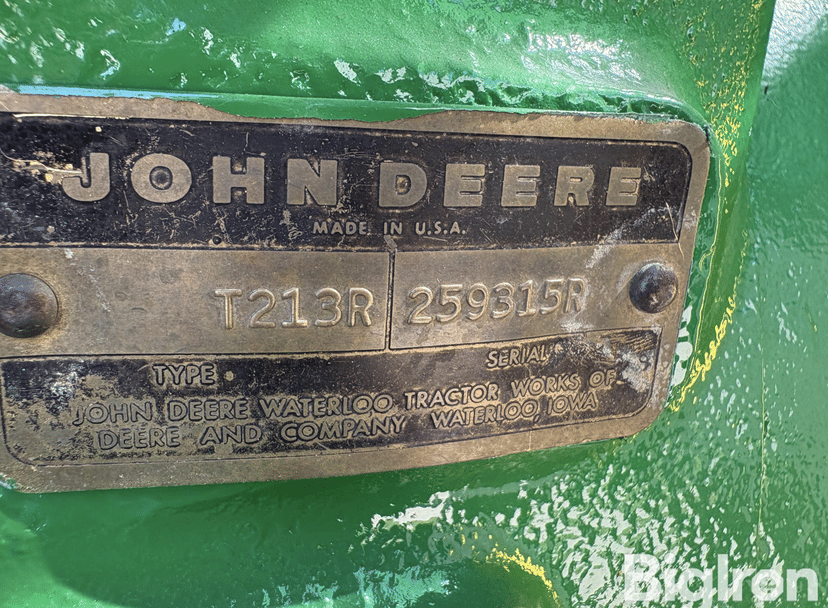 JOHN DEERE
MADE IN U.S.A.
T213R 259315R
TYPE SERIAL
JOHN DEERE WATERLOO TRACTOR WORKS OF
DEERE AND COMPANY WATERLOO, IOWA
BigIron